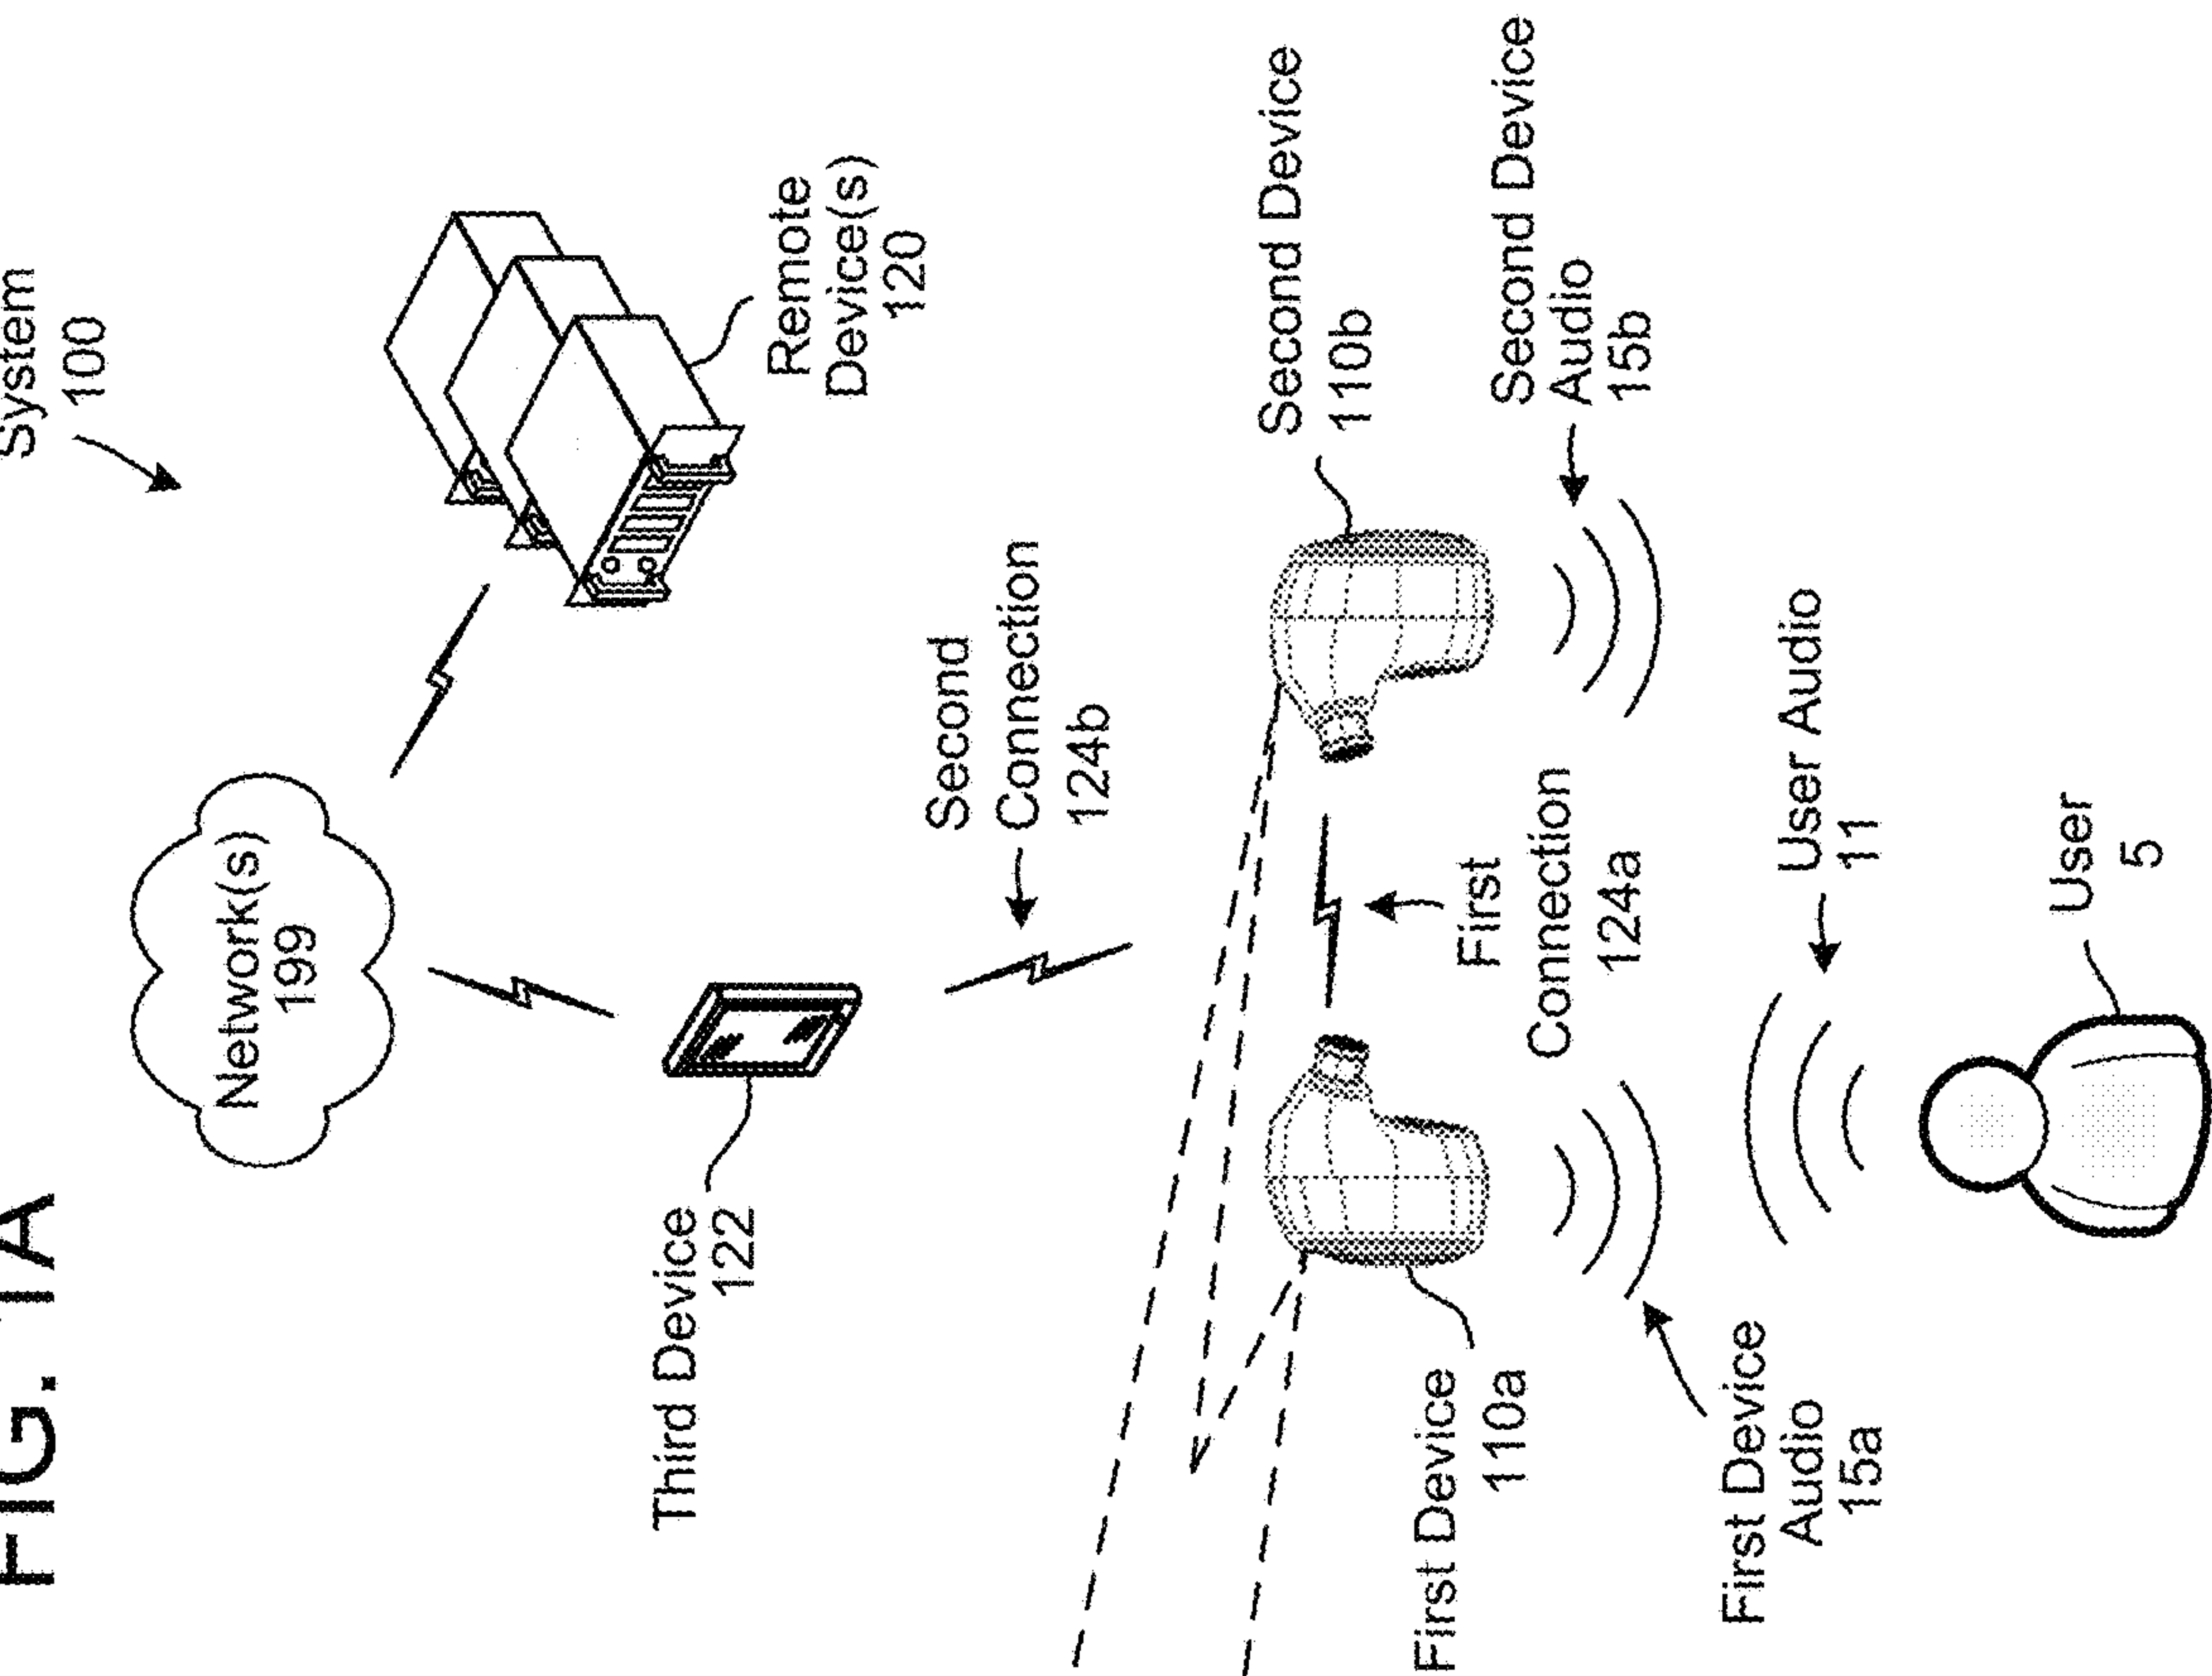 FIG. 1A
System
100
Network(s)
199
Remote
Device(s)
120
Third Device
122
Second
Connection
124b
Second Device
110b
First Device
110a
First
Connection
124a
Second Device
Audio
15b
First Device
Audio
15a
User Audio
11
User
5